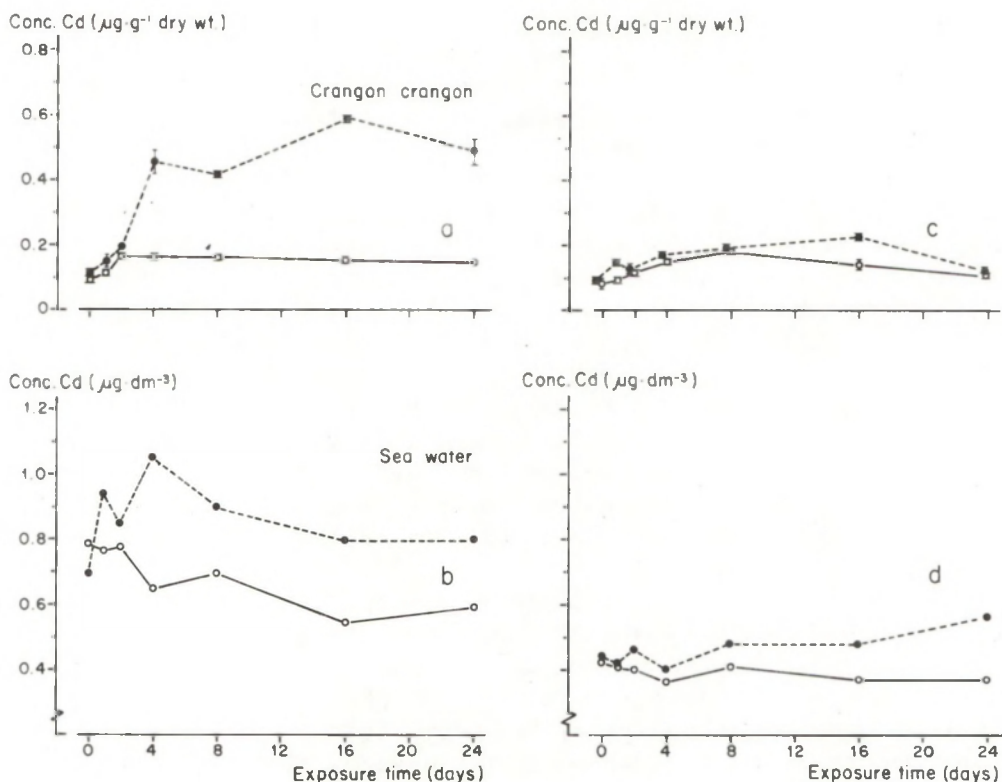 Conc. Cd (µg·g⁻¹ dry wt.)
0.8
Crangon crangon
0.6
0.4
a
0.2
0
Conc. Cd (µg·g⁻¹ dry wt.)
c
Conc. Cd (µg·dm⁻³)
1.2
Sea water
1.0
0.8
b
0.6
0.4
0 4 8 12 16 20 24
Exposure time (days)
Conc. Cd (µg·dm⁻³)
d
0 4 8 12 16 20 24
Exposure time (days)